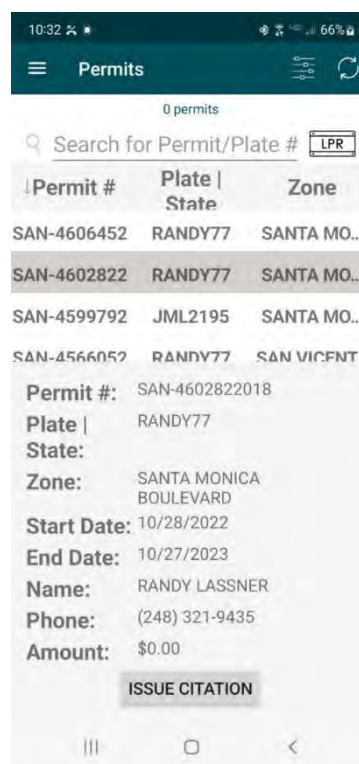 10:32 66%
Permits
0 permits
Search for Permit/Plate # LPR
↓Permit # Plate | State Zone
SAN-4606452 RANDY77 SANTA MO..
SAN-4602822 RANDY77 SANTA MO..
SAN-4599792 JML2195 SANTA MO..
SAN-4566052 RANDY77 SAN VICENT
Permit #: SAN-4602822018
Plate | RANDY77
State:
Zone: SANTA MONICA
BOULEVARD
Start Date: 10/28/2022
End Date: 10/27/2023
Name: RANDY LASSNER
Phone: (248) 321-9435
Amount: $0.00
ISSUE CITATION